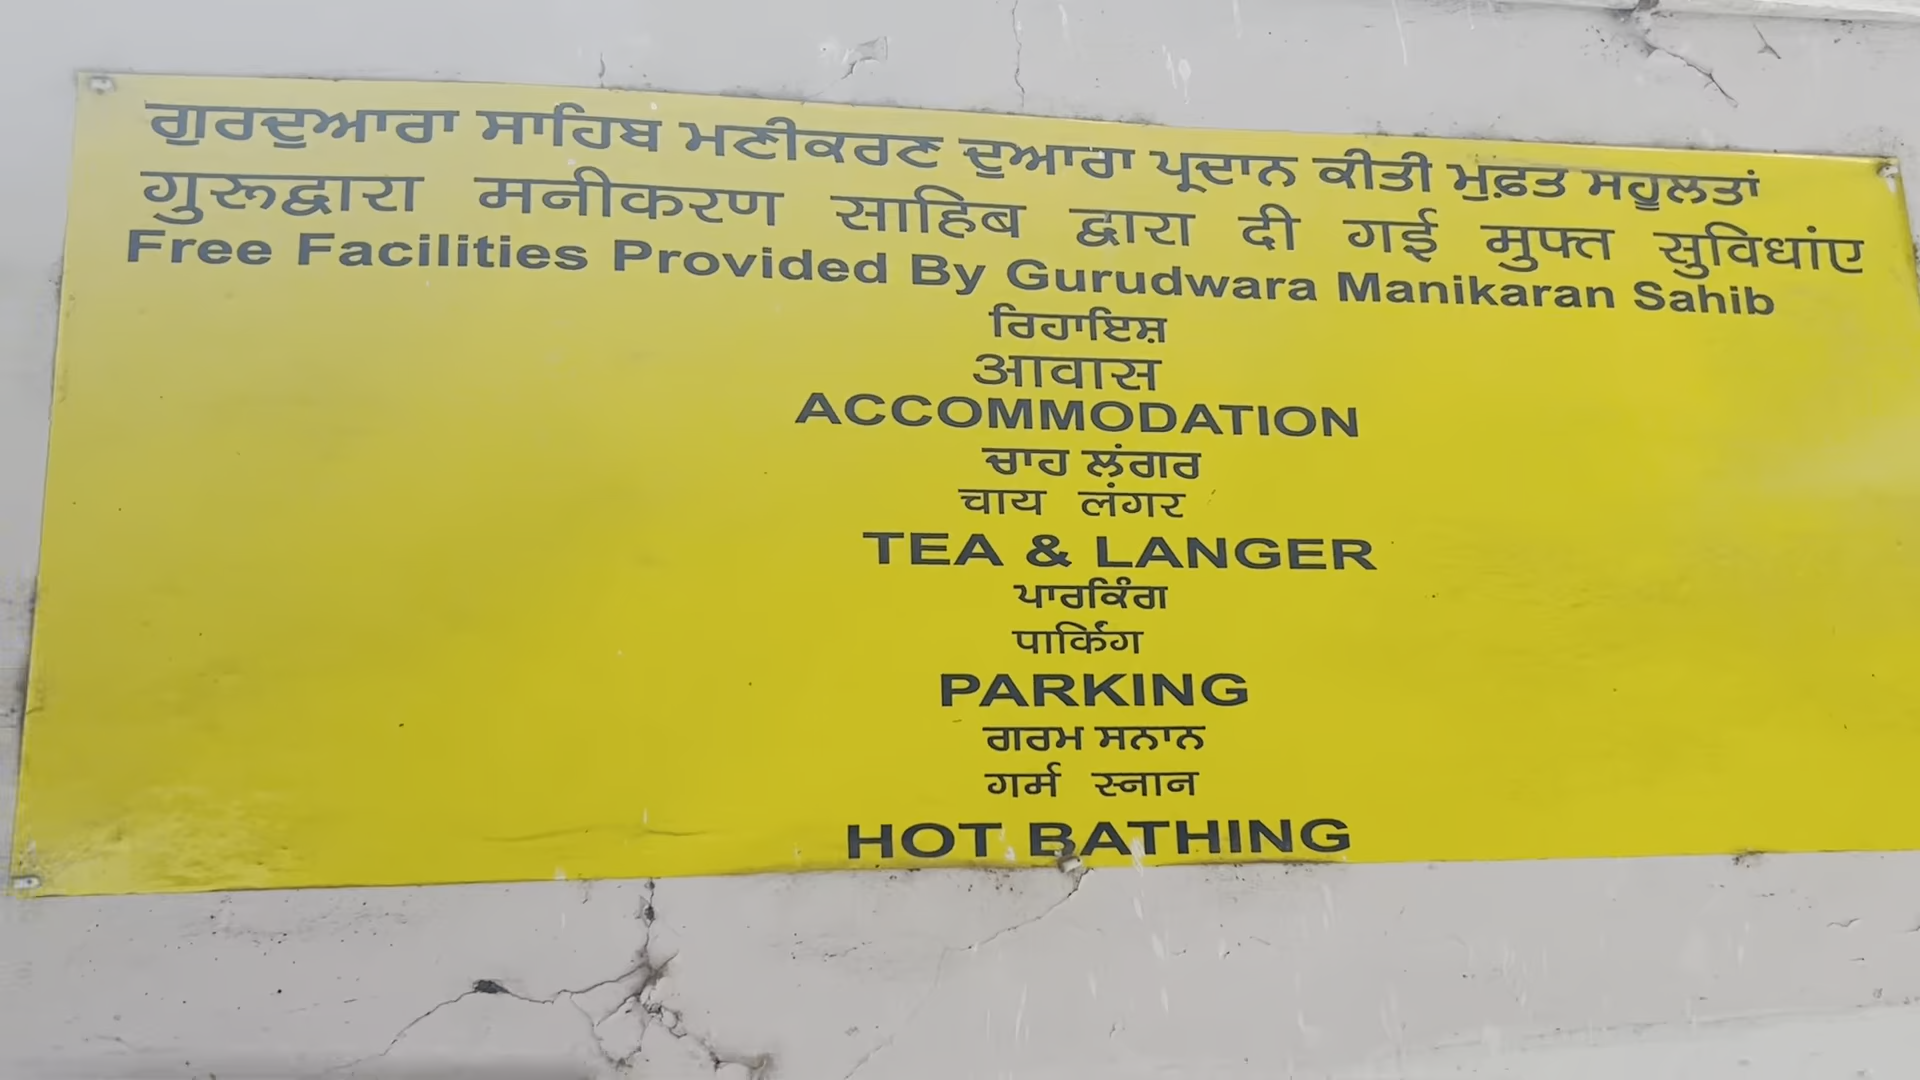 ਗੁਰਦੁਆਰਾ ਸਾਹਿਬ ਮਣੀਕਰਣ ਦੁਆਰਾ ਪ੍ਰਦਾਨ ਕੀਤੀ ਮੁਫ਼ਤ ਸਹੂਲਤਾਂ
गुरूद्वारा मनीकरण साहिब द्वारा दी गई मुफ्त सुविधांए
Free Facilities Provided By Gurudwara Manikaran Sahib
ਰਿਹਾਇਸ਼
आवास
ACCOMMODATION
ਚਾਹ ਲੰਗਰ
चाय लंगर
TEA & LANGER
ਪਾਰਕਿੰਗ
पार्किंग
PARKING
ਗਰਮ ਸਨਾਨ
गर्म स्नान
HOT BATHING